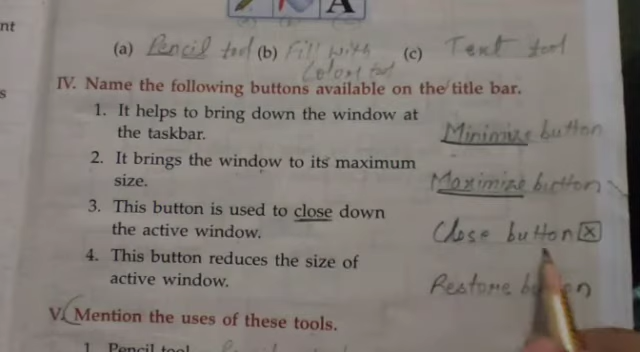 nt
A
(a) Pencil tool (b) Fill with (c) Text tool
Color tool
IV. Name the following buttons available on the title bar.
s
1. It helps to bring down the window at
the taskbar.
Minimize button
2. It brings the window to its maximum
size.
Maximize button
3. This button is used to close down
the active window.
Close button x
4. This button reduces the size of
active window.
Restore button
V. Mention the uses of these tools.
1. Pencil tool